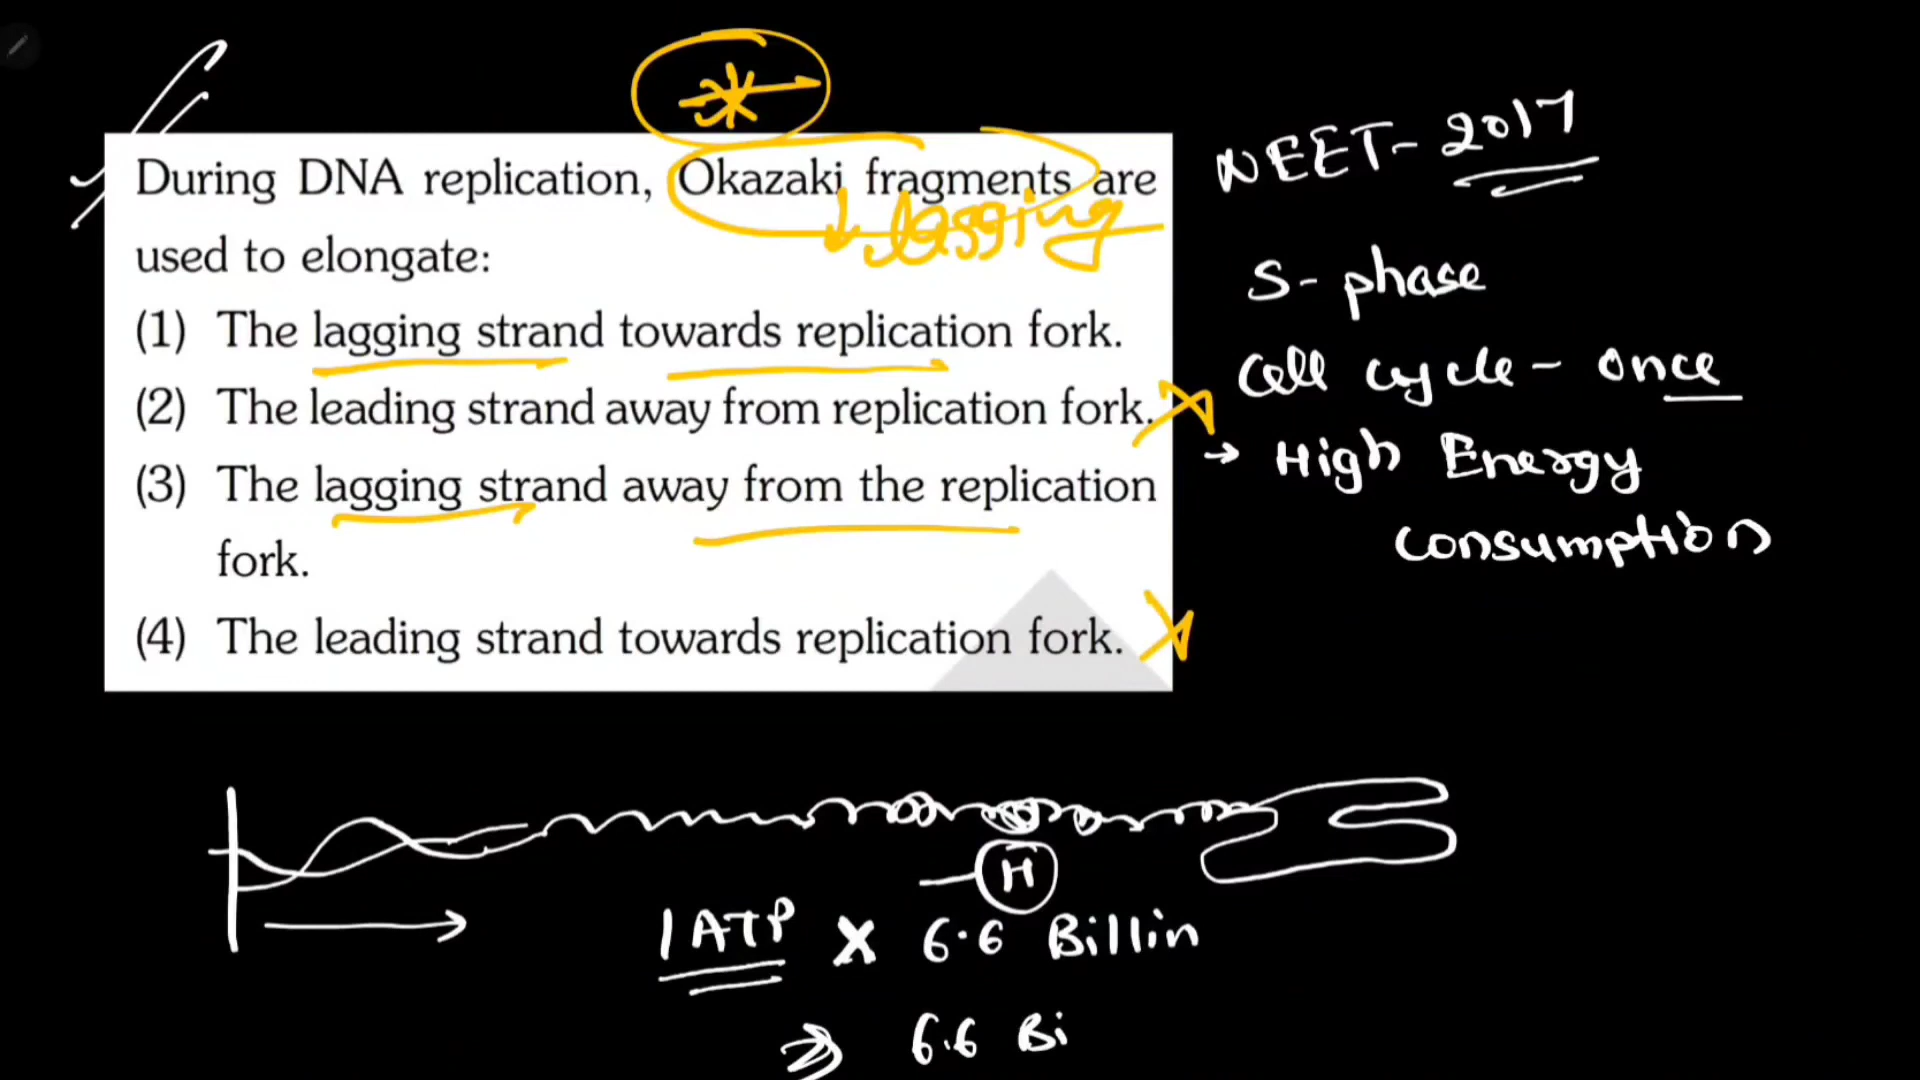 During DNA replication, Okazaki fragments are
lagging
used to elongate:
(1) The lagging strand towards replication fork.
(2) The leading strand away from replication fork.
(3) The lagging strand away from the replication
fork.
(4) The leading strand towards replication fork.
NEET- 2017
S- phase
Cell cycle - once
→ High Energy
consumption
H
1 ATP × 6.6 Billin
⇒ 6.6 Bi